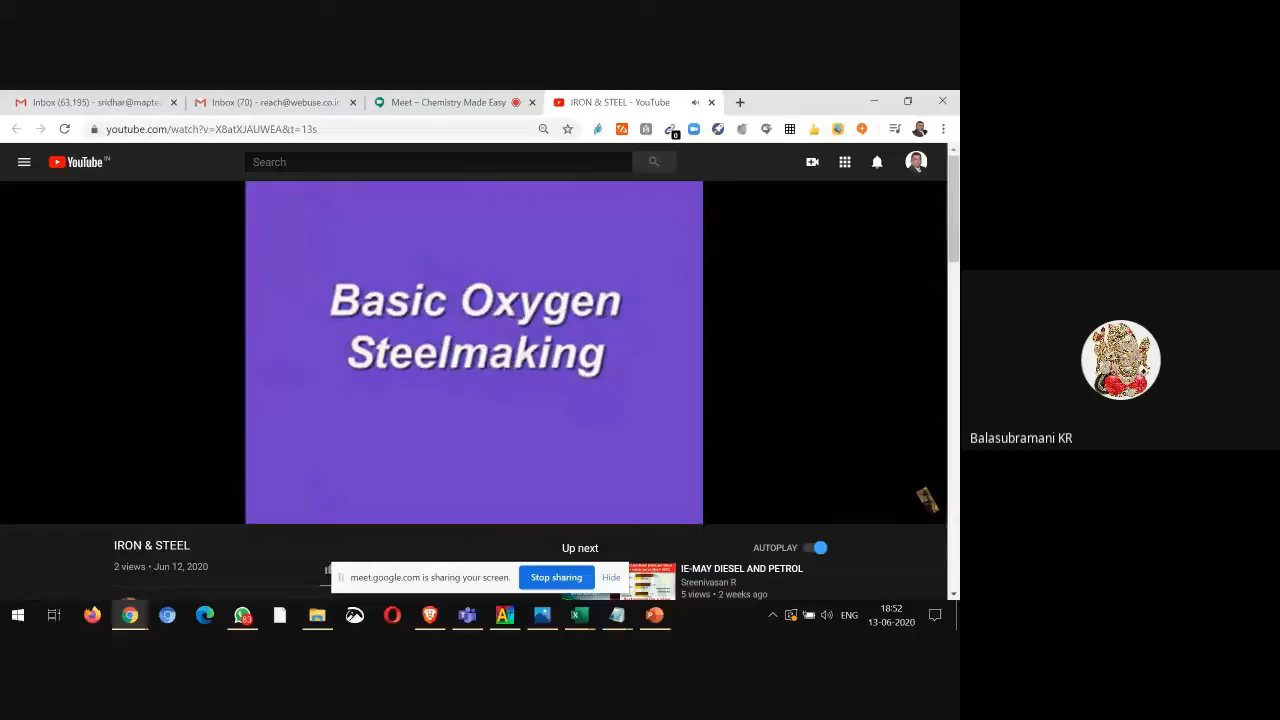 Inbox (63,195) - sridhar@mapte
Inbox (70) - reach@webuse.co.in
Meet – Chemistry Made Easy
IRON & STEEL - YouTube
youtube.com/watch?v=X8atXJAUWEA&t=13s
0
YouTube IN
Search
Basic Oxygen
Steelmaking
Balasubramani KR
IRON & STEEL
2 views • Jun 12, 2020
Up next
AUTOPLAY
IE-MAY DIESEL AND PETROL
Sreenivasan R
5 views • 2 weeks ago
meet.google.com is sharing your screen.
Stop sharing
Hide
83
ENG
18:52
13-06-2020